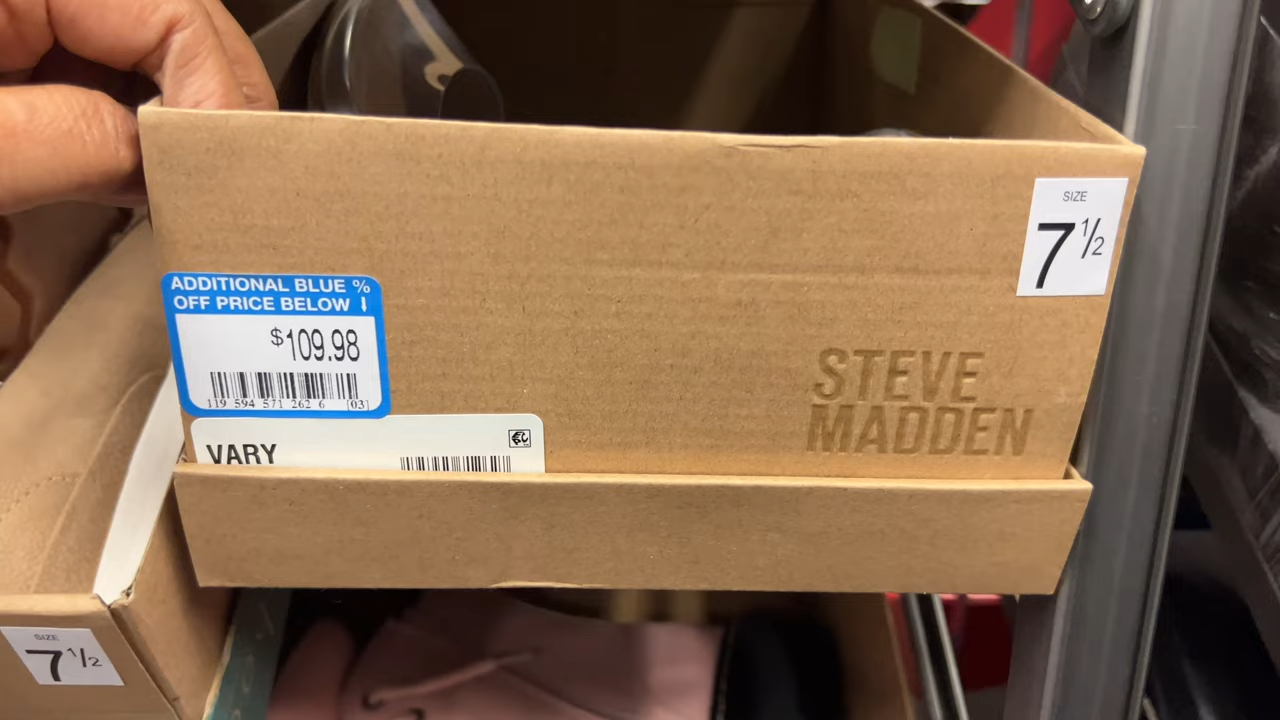 SIZE
7 1/2
ADDITIONAL BLUE %
OFF PRICE BELOW ↓
$109.98
119 594 571 262 6 [03]
STEVE
MADDEN
VARY
SIZE
7 1/2